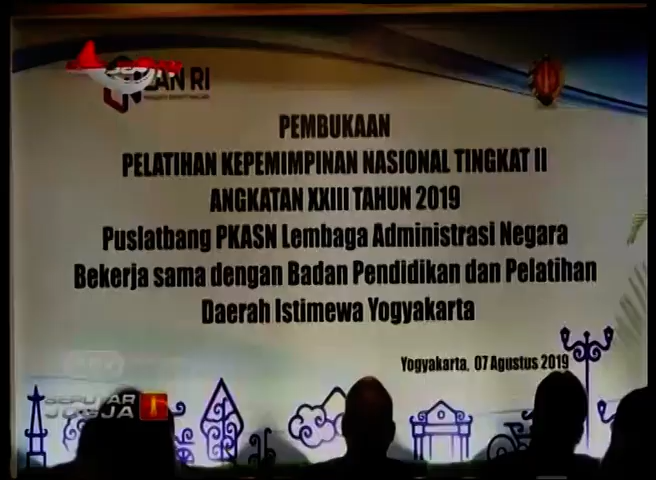 LAN RI
PEMBUKAAN
PELATIHAN KEPEMIMPINAN NASIONAL TINGKAT II
ANGKATAN XXIII TAHUN 2019
Puslatbang PKASN Lembaga Administrasi Negara
Bekerja sama dengan Badan Pendidikan dan Pelatihan
Daerah Istimewa Yogyakarta
Yogyakarta, 07 Agustus 2019
SEPUTAR
JOGJA